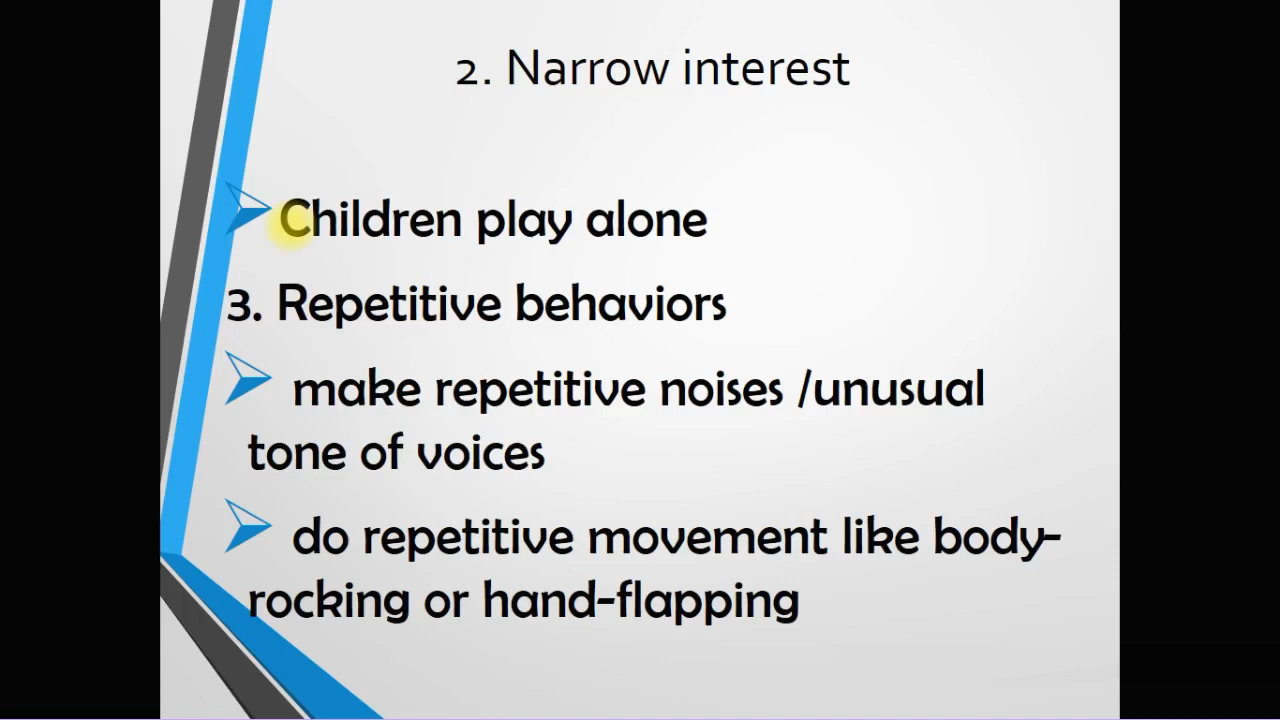 2. Narrow interest
Children play alone
3. Repetitive behaviors
make repetitive noises /unusual
tone of voices
do repetitive movement like body-
rocking or hand-flapping